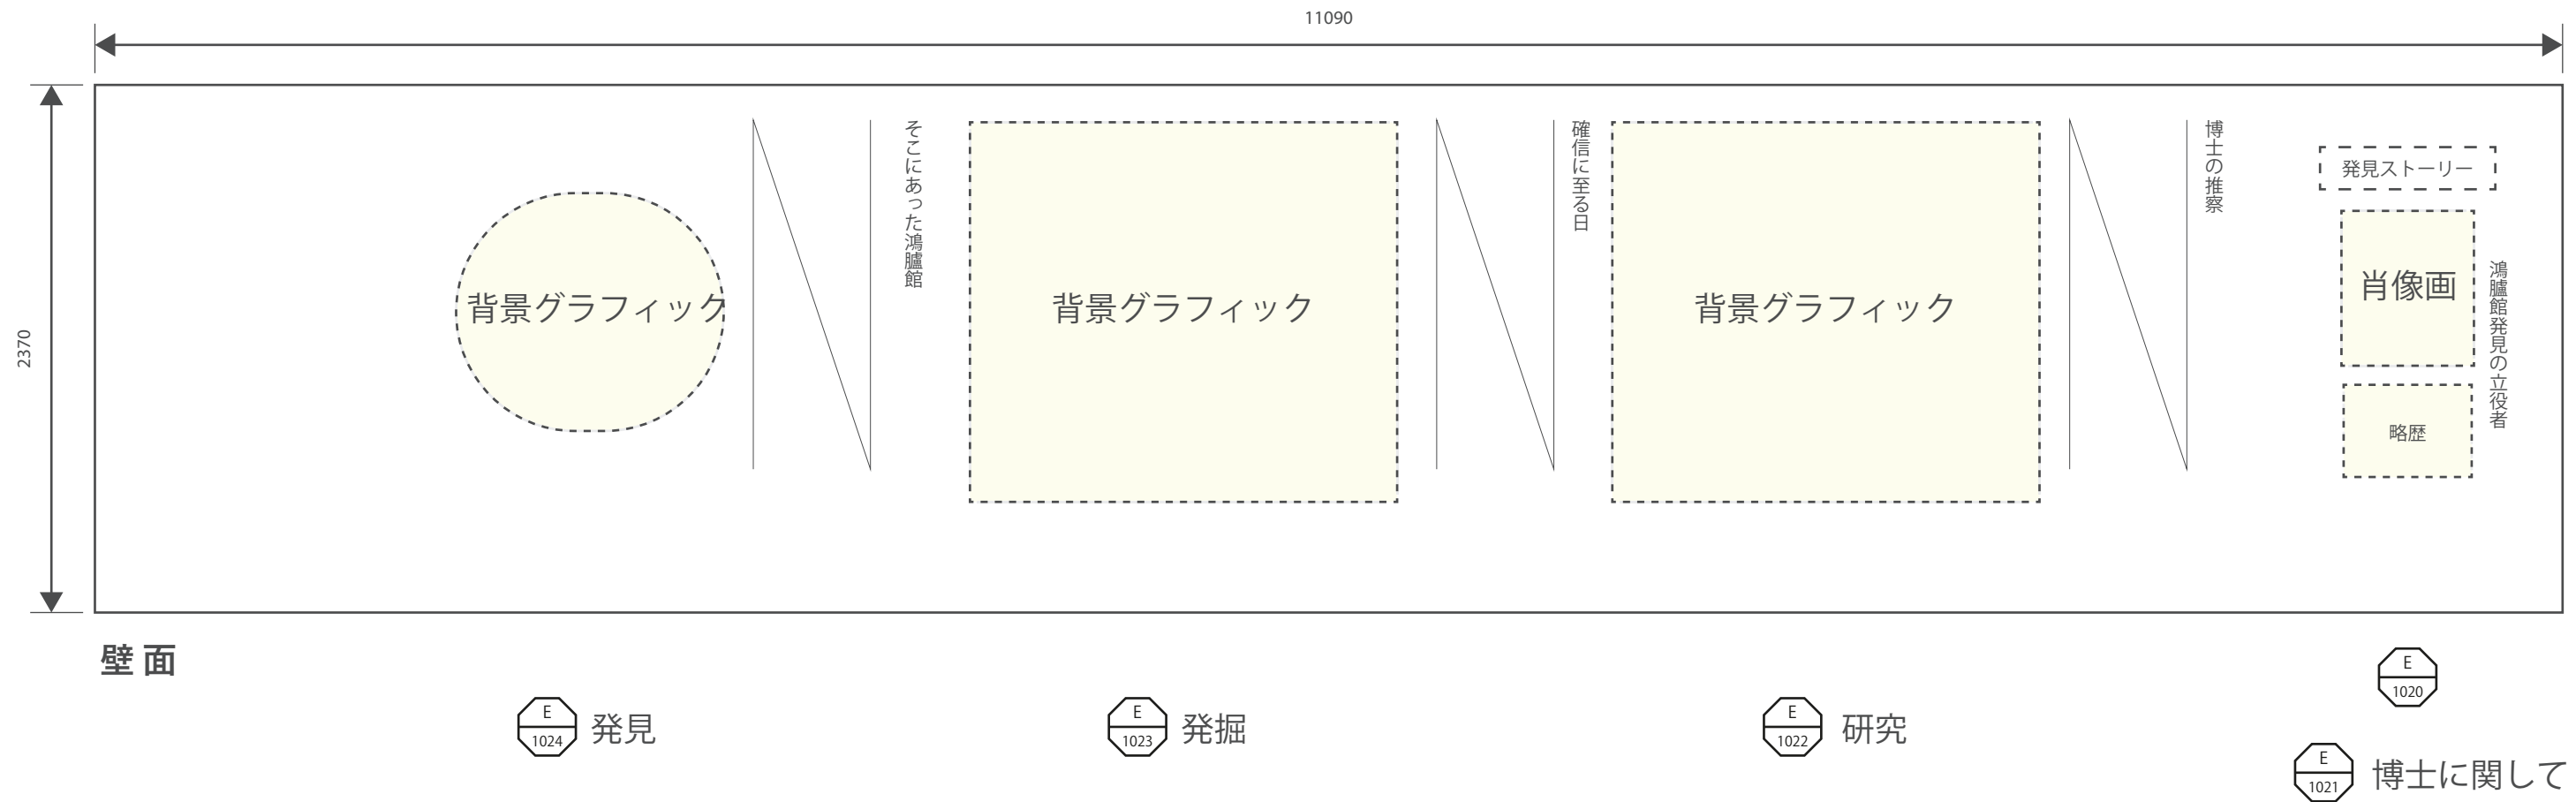 11090
2370
発見ストーリー
肖像画
略歴
鴻臚館発見の立役者
博士の推察
背景グラフィック
確信に至る日
背景グラフィック
そこにあった鴻臚館
背景グラフィック
壁面
E
1024
発見
E
1023
発掘
E
1022
研究
E
1020
E
1021
博士に関して